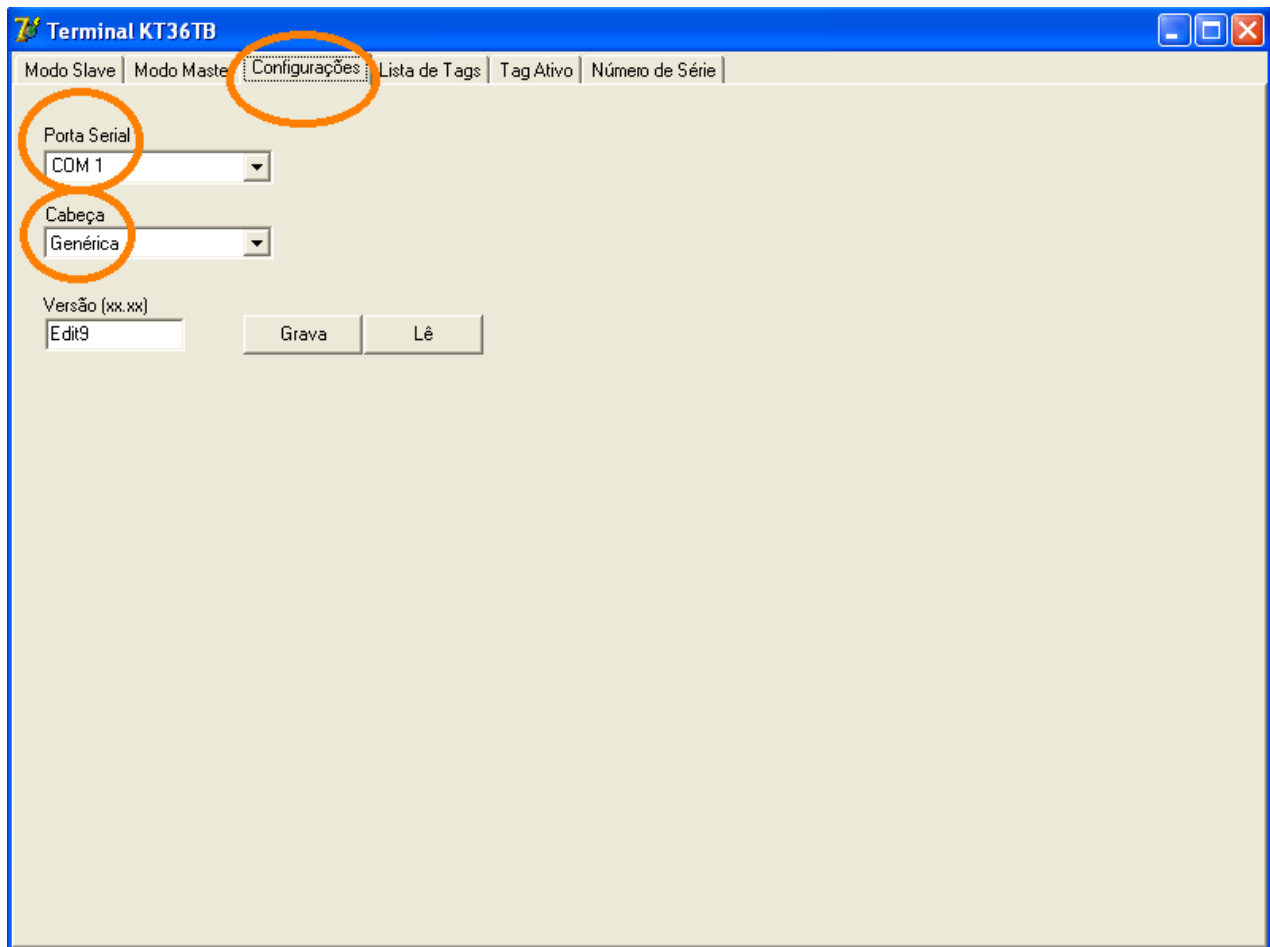 Terminal KT36TB
Modo Slave Modo Maste Configurações Lista de Tags Tag Ativo Número de Série
Porta Serial
COM 1
Cabeça
Genérica
Versão (xx.xx)
Edit9 Grava Lê